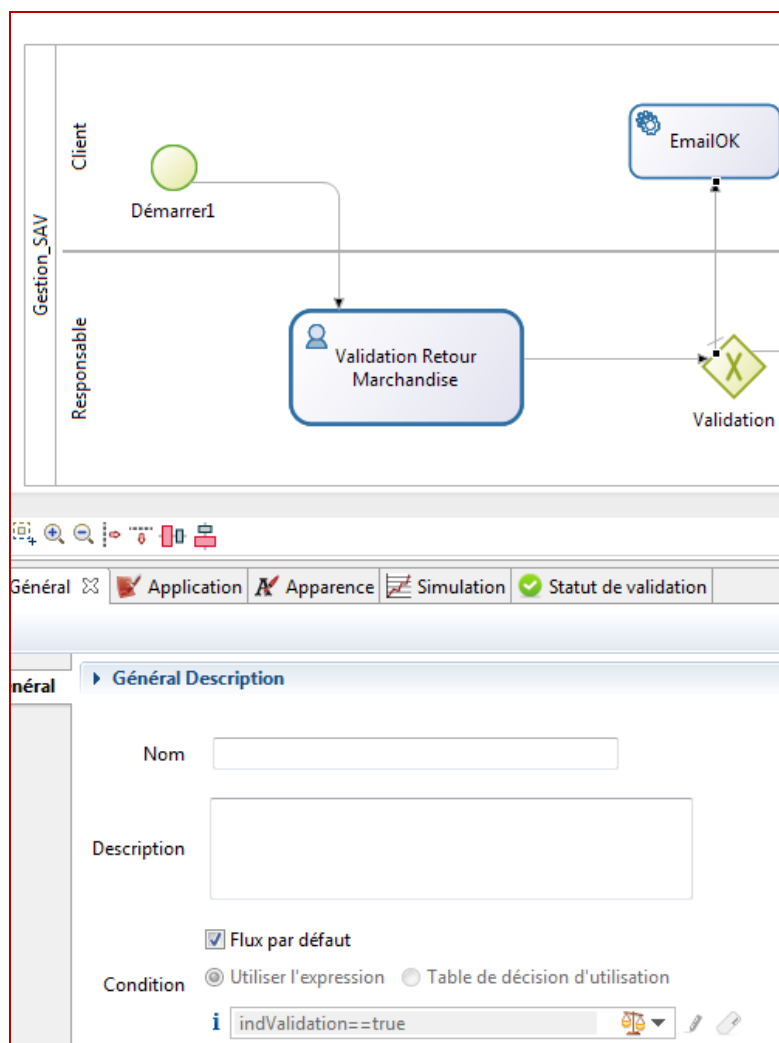 Gestion_SAV
Client
Démarrer1
EmailOK
Responsable
Validation Retour
Marchandise
X
Validation
Général
Application
Apparence
Simulation
Statut de validation
néral
Général Description
Nom
Description
Flux par défaut
Condition
Utiliser l'expression
Table de décision d'utilisation
i
indValidation==true